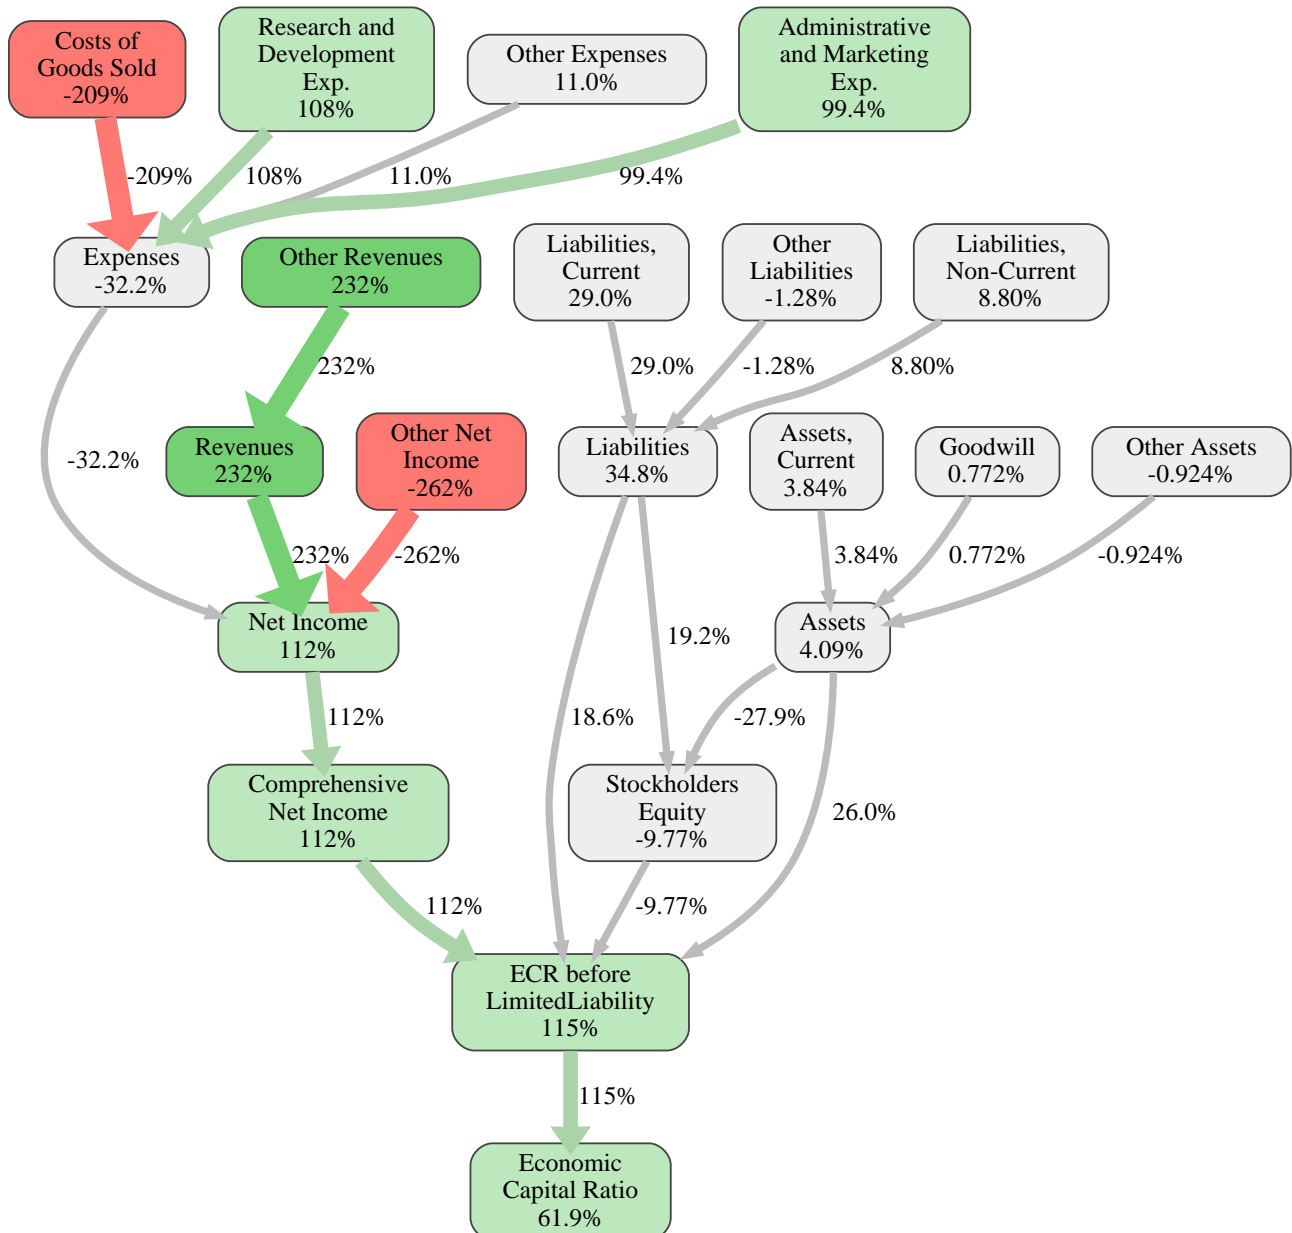 Costs of
Goods Sold
-209%
Research and
Development
Exp.
108%
Other Expenses
11.0%
Administrative
and Marketing
Exp.
99.4%
-209%
108%
11.0%
99.4%
Expenses
-32.2%
Other Revenues
232%
Liabilities,
Current
29.0%
Other
Liabilities
-1.28%
Liabilities,
Non-Current
8.80%
232%
29.0%
-1.28%
8.80%
-32.2%
Revenues
232%
Other Net
Income
-262%
Liabilities
34.8%
Assets,
Current
3.84%
Goodwill
0.772%
Other Assets
-0.924%
232%
-262%
3.84%
0.772%
-0.924%
Net Income
112%
19.2%
Assets
4.09%
112%
18.6%
-27.9%
Comprehensive
Net Income
112%
Stockholders
Equity
-9.77%
26.0%
112%
-9.77%
ECR before
LimitedLiability
115%
115%
Economic
Capital Ratio
61.9%